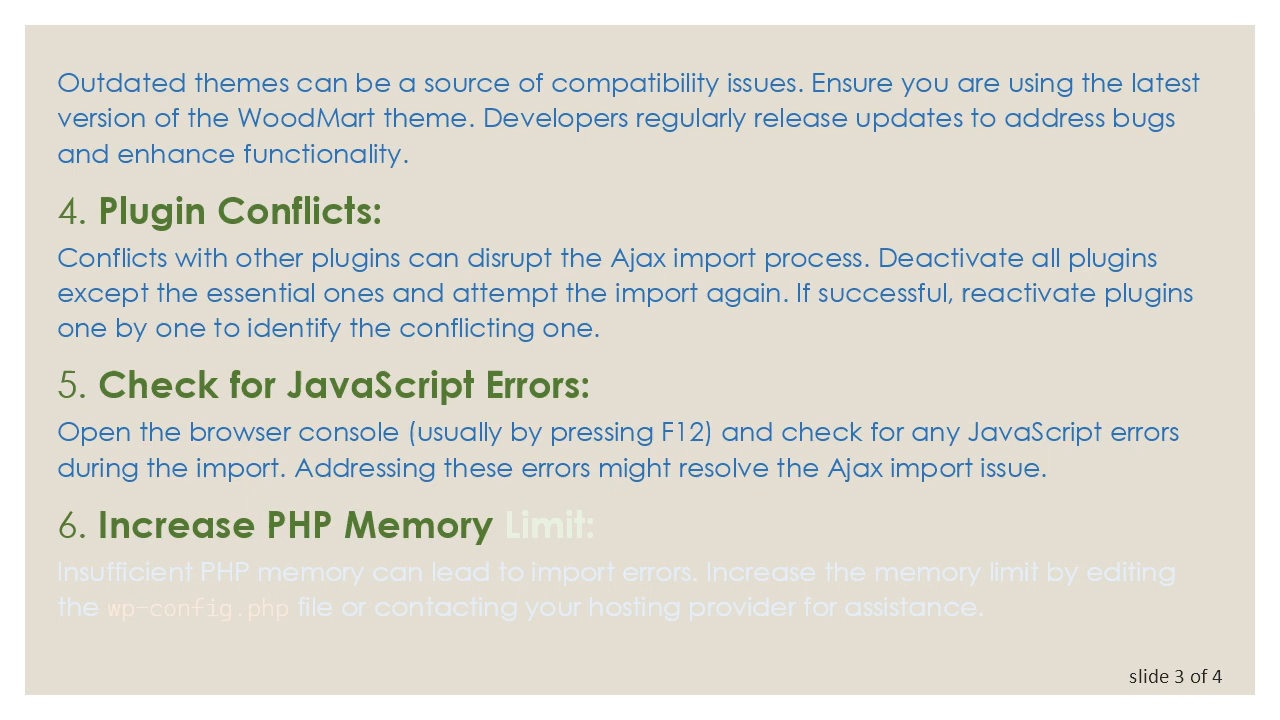 Outdated themes can be a source of compatibility issues. Ensure you are using the latest
version of the WoodMart theme. Developers regularly release updates to address bugs
and enhance functionality.
4. Plugin Conflicts:
Conflicts with other plugins can disrupt the Ajax import process. Deactivate all plugins
except the essential ones and attempt the import again. If successful, reactivate plugins
one by one to identify the conflicting one.
5. Check for JavaScript Errors:
Open the browser console (usually by pressing F12) and check for any JavaScript errors
during the import. Addressing these errors might resolve the Ajax import issue.
6. Increase PHP Memory Limit:
Insufficient PHP memory can lead to import errors. Increase the memory limit by editing
the wp-config.php file or contacting your hosting provider for assistance.
slide 3 of 4